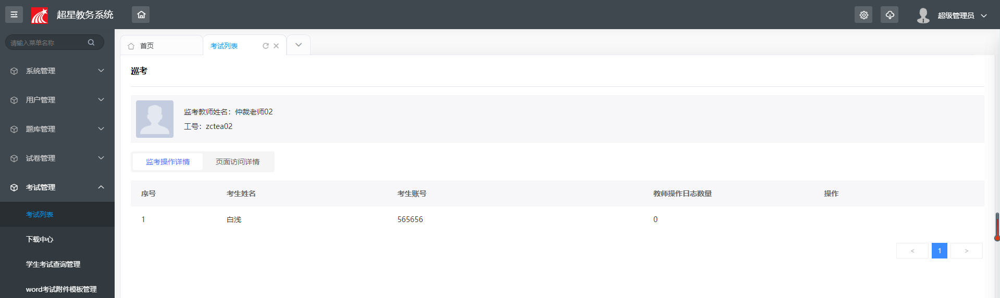 超星教务系统
超级管理员
请输入菜单名称
系统管理
用户管理
题库管理
试卷管理
考试管理
考试列表
下载中心
学生考试查询管理
word考试附件模板管理
首页
考试列表
巡考
监考教师姓名：仲裁老师02
工号：zctea02
监考操作详情 页面访问详情
序号 考生姓名 考生账号 教师操作日志数量 操作
1 白浅 565656 0
< 1 >